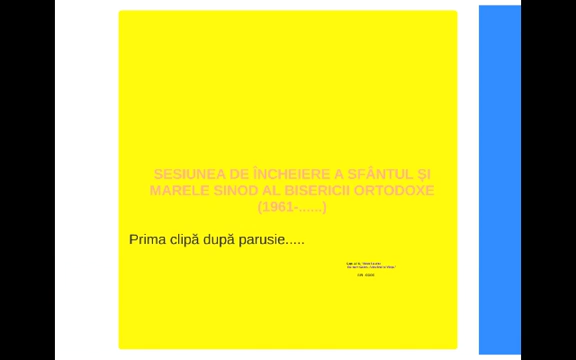 SESIUNEA DE ÎNCHEIERE A SFÂNTUL ȘI
MARELE SINOD AL BISERICII ORTODOXE
(1961-......)
Prima clipă după parusie.....